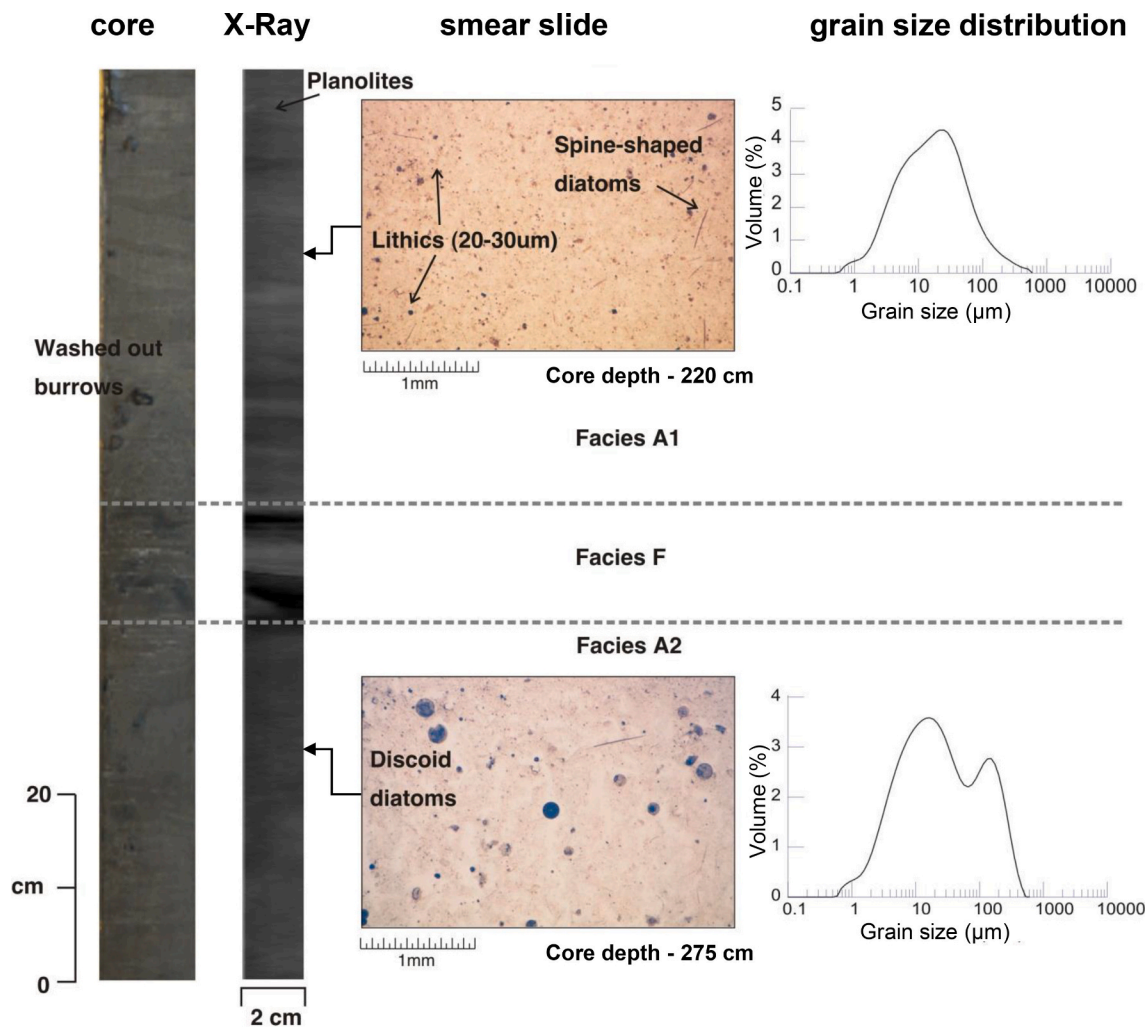 core
X-Ray
smear slide
grain size distribution
Planolites
Spine-shaped
diatoms
Lithics (20-30um)
1mm
Core depth - 220 cm
5
4
3
2
1
0
Volume (%)
0.1
1
10
100
1000
10000
Grain size (μm)
Washed out
burrows
Facies A1
Facies F
Facies A2
Discoid
diatoms
1mm
Core depth - 275 cm
4
3
2
1
0
Volume (%)
0.1
1
10
100
1000
10000
Grain size (μm)
20
cm
0
2 cm